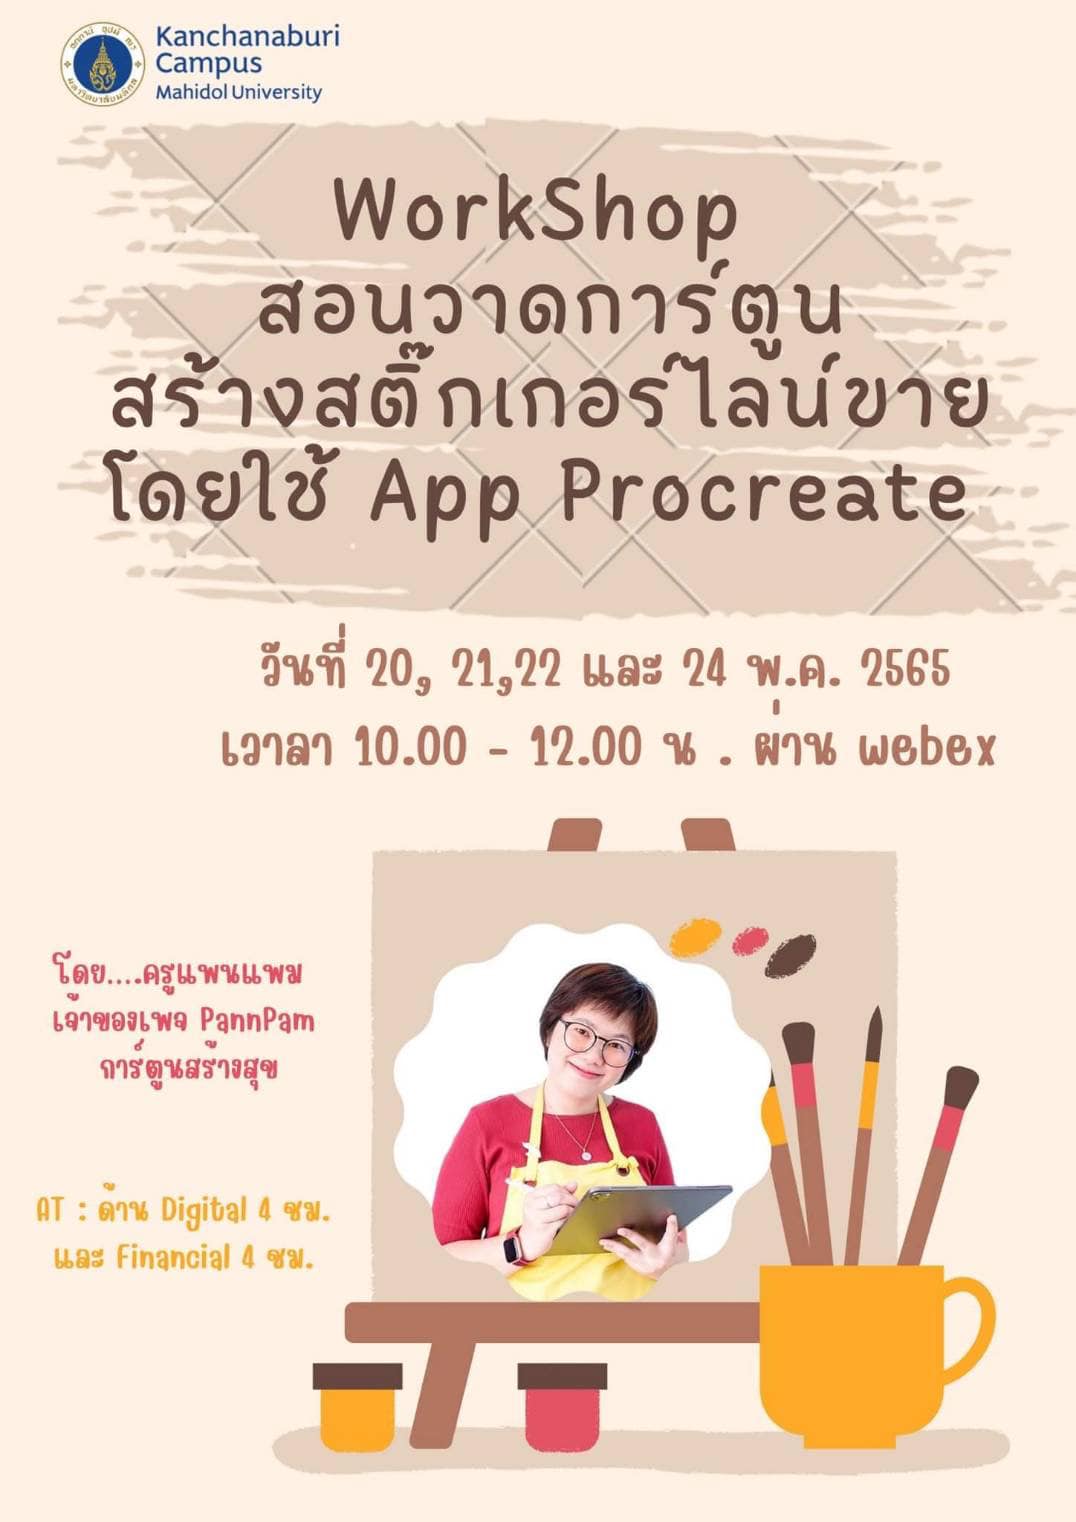 Kanchanaburi
Campus
Mahidol University
WorkShop
สอนวาดการ์ตูน
สร้างสติ๊กเกอร์ไลน์ขาย
โดยใช้ App Procreate
วันที่ 20, 21,22 และ 24 พ.ค. 2565
เวาลา 10.00 - 12.00 น . ผ่าน webex
โดย....ครูแพนแพม
เจ้าของเพจ PannPam
การ์ตูนสร้างสุข
AT : ด้าน Digital 4 ชม.
และ Financial 4 ชม.